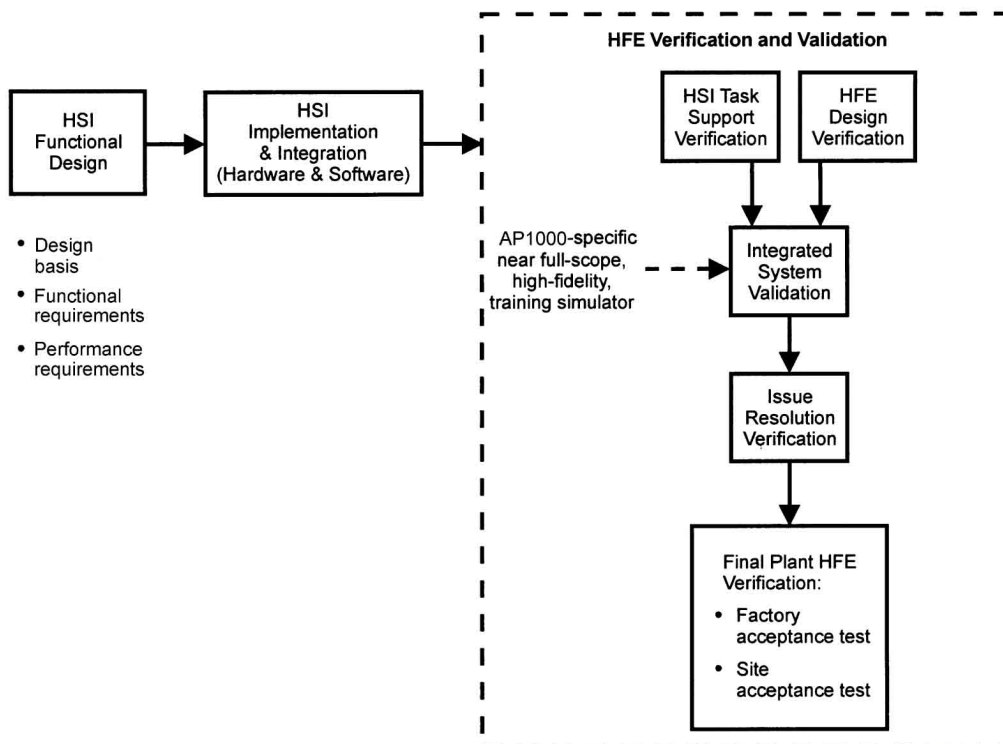 HFE Verification and Validation
HSI
Functional
Design
HSI
Implementation
& Integration
(Hardware & Software)
HSI Task
Support
Verification
HFE
Design
Verification
• Design
basis
• Functional
requirements
• Performance
requirements
AP1000-specific
near full-scope,
high-fidelity,
training simulator
Integrated
System
Validation
Issue
Resolution
Verification
Final Plant HFE
Verification:
• Factory
acceptance test
• Site
acceptance test